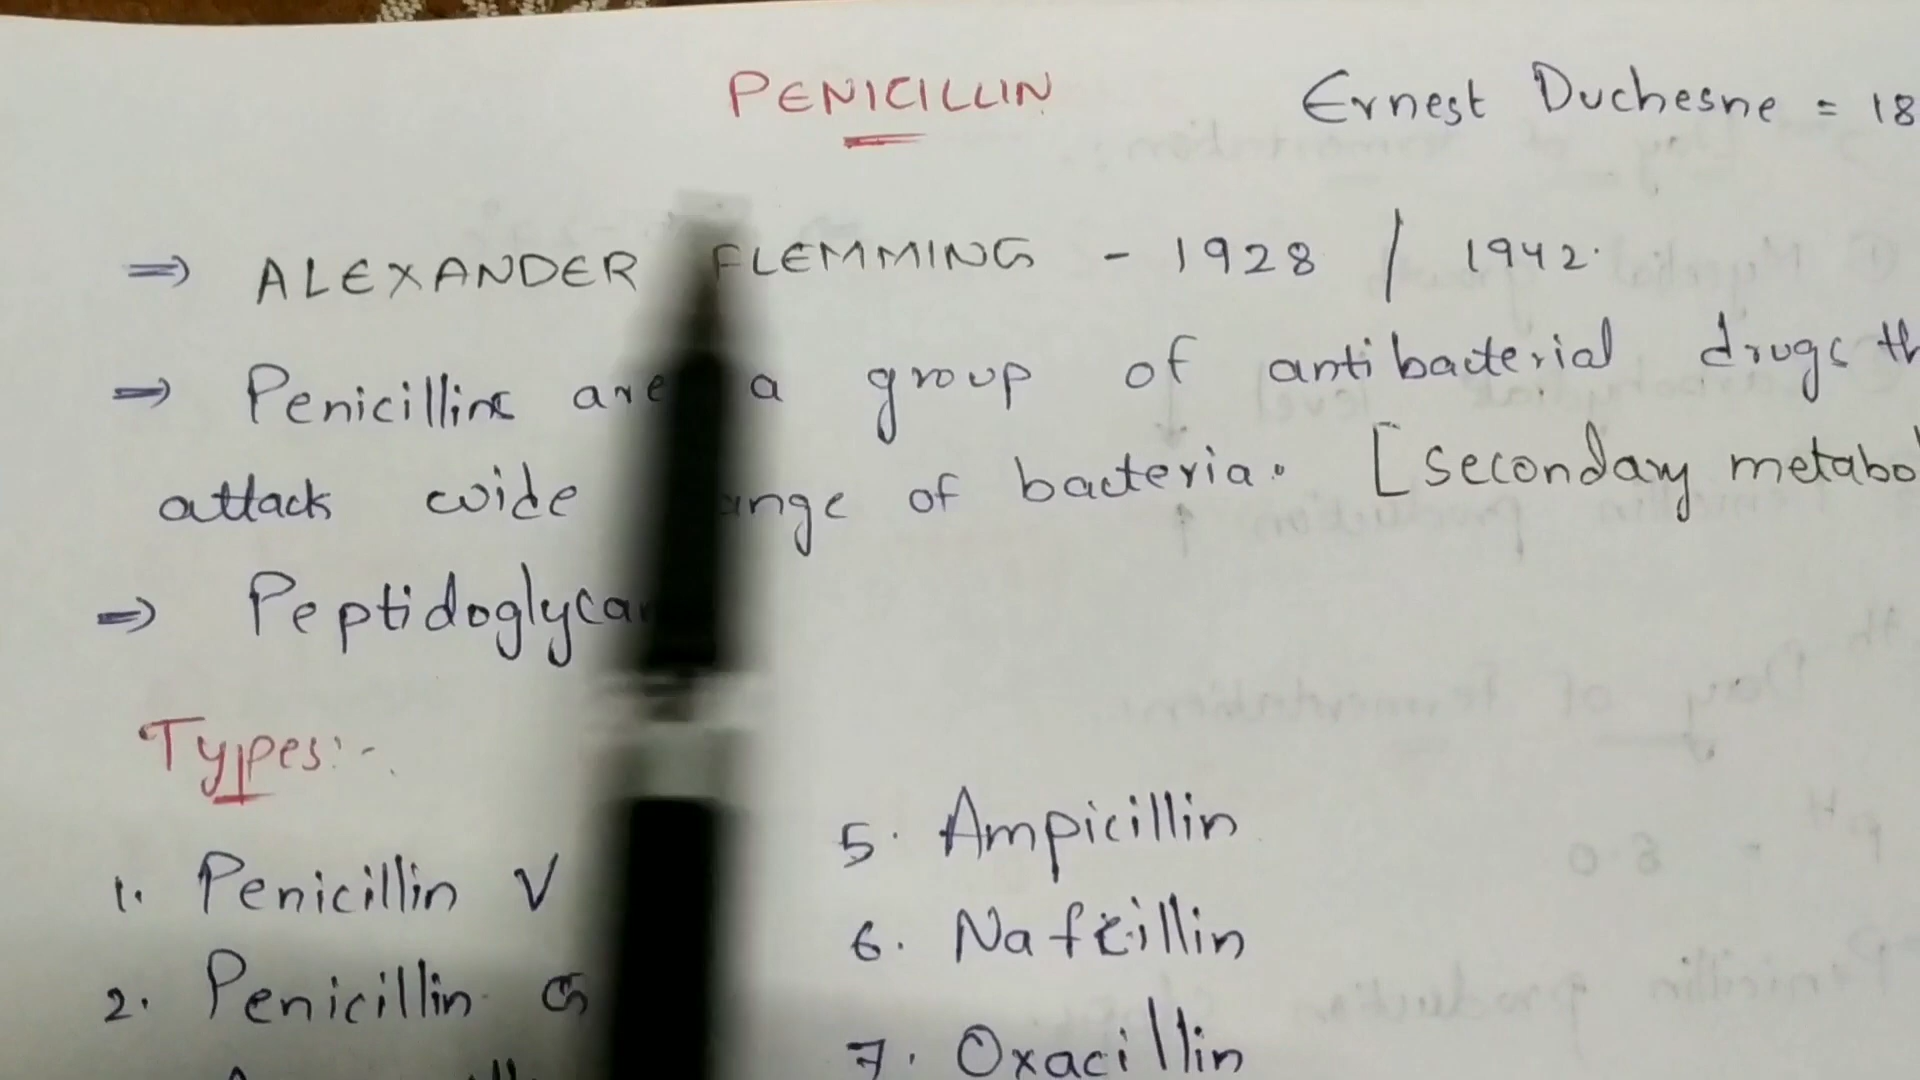 PENICILLIN
Ernest Duchesne = 18
⇒ ALEXANDER FLEMMING - 1928 / 1942.
⇒ Penicillins are a group of antibacterial drugs th
attack wide ange of bacteria. [secondary metabo
⇒ Peptidoglycan
Types:-
1. Penicillin V
2. Penicillin G
5. Ampicillin
6. Nafcillin
7. Oxacillin